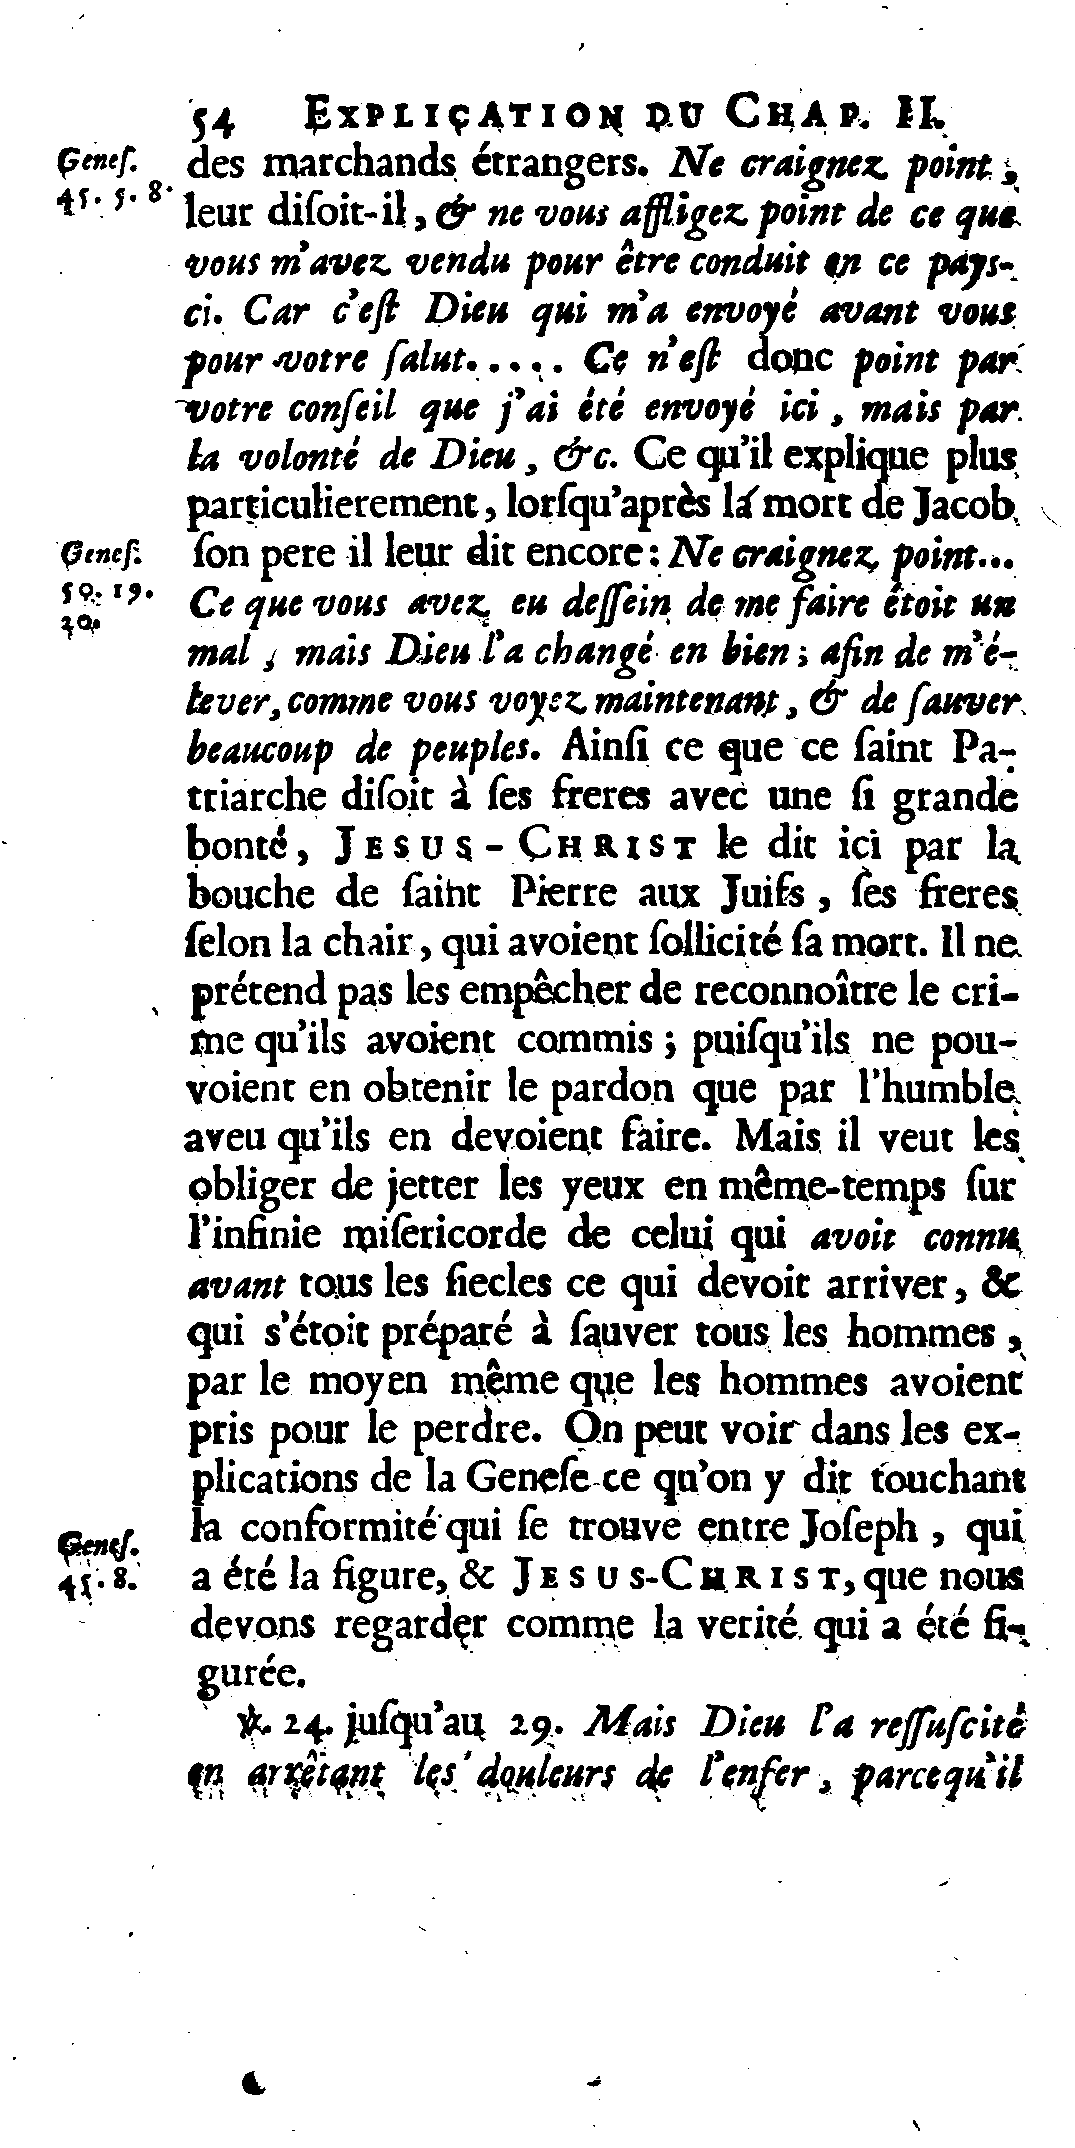 54 EXPLICATION DU CHAP. II.
Geneſ. des marchands étrangers. Ne craignez point,
45. 5. 8. leur diſoit-il, & ne vous affligez point de ce que
vous m'avez vendu pour être conduit en ce pays-
ci. Car c'eſt Dieu qui m'a envoyé avant vous
pour votre ſalut..... Ce n'eſt donc point par
votre conſeil que j'ai été envoyé ici, mais par
la volonté de Dieu, &c. Ce qu'il explique plus
particulierement, lorſqu'après la mort de Jacob
Geneſ. ſon pere il leur dit encore: Ne craignez point...
50. 19. Ce que vous avez eu deſſein de me faire étoit un
20. mal, mais Dieu l'a changé en bien; afin de m'é-
lever, comme vous voyez maintenant, & de ſauver
beaucoup de peuples. Ainſi ce que ce ſaint Pa-
triarche diſoit à ſes freres avec une ſi grande
bonté, JESUS-CHRIST le dit ici par la
bouche de ſaint Pierre aux Juifs, ſes freres
ſelon la chair, qui avoient ſollicité ſa mort. Il ne
prétend pas les empêcher de reconnoître le cri-
me qu'ils avoient commis; puiſqu'ils ne pou-
voient en obtenir le pardon que par l'humble
aveu qu'ils en devoient faire. Mais il veut les
obliger de jetter les yeux en même-temps ſur
l'infinie miſericorde de celui qui avoit connu
avant tous les ſiecles ce qui devoit arriver, &
qui s'étoit préparé à ſauver tous les hommes,
par le moyen même que les hommes avoient
pris pour le perdre. On peut voir dans les ex-
plications de la Geneſe ce qu'on y dit touchant
Geneſ. la conformité qui ſe trouve entre Joſeph, qui
45. 8. a été la figure, & JESUS-CHRIST, que nous
devons regarder comme la verité qui a été fi-
gurée.
℣. 24. juſqu'au 29. Mais Dieu l'a reſſuſcité
en arrêtant les douleurs de l'enfer, parcequ'il